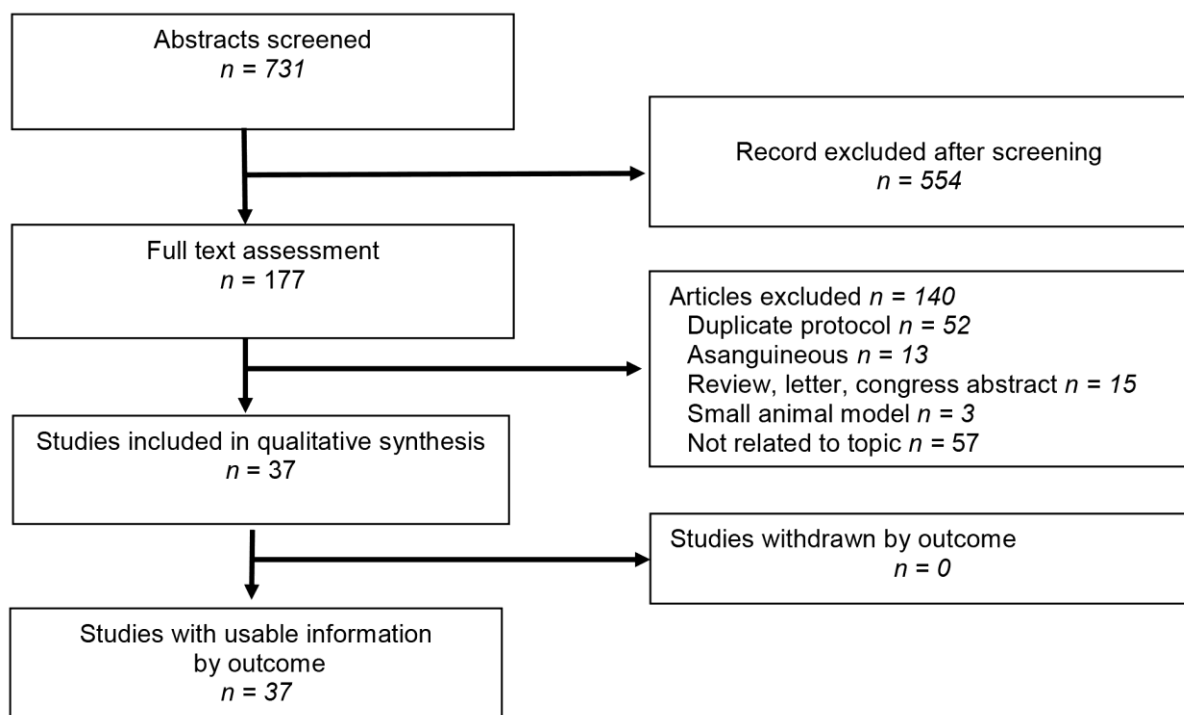 Abstracts screened
n = 731
Record excluded after screening
n = 554
Full text assessment
n = 177
Articles excluded n = 140
Duplicate protocol n = 52
Asanguineous n = 13
Review, letter, congress abstract n = 15
Small animal model n = 3
Not related to topic n = 57
Studies included in qualitative synthesis
n = 37
Studies withdrawn by outcome
n = 0
Studies with usable information
by outcome
n = 37